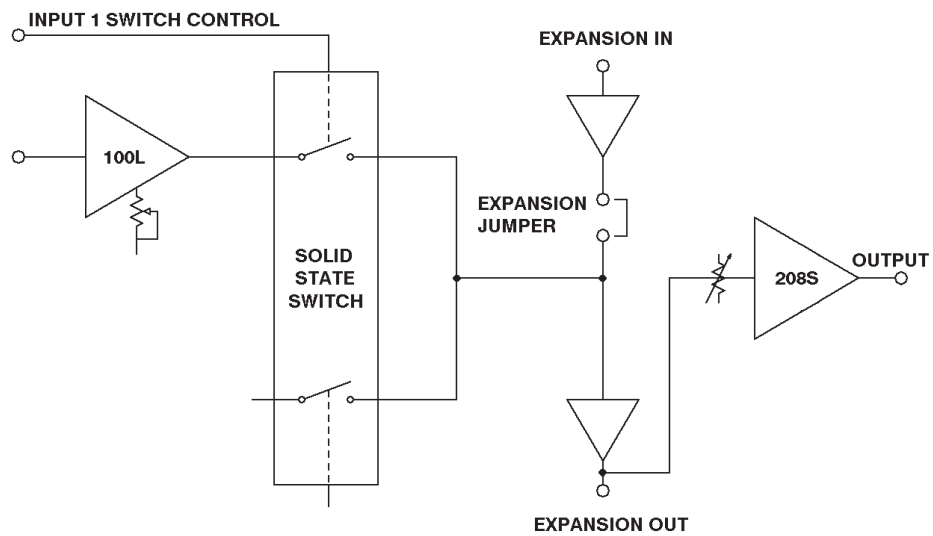 INPUT 1 SWITCH CONTROL
EXPANSION IN
100L
EXPANSION
JUMPER
SOLID
STATE
SWITCH
OUTPUT
208S
EXPANSION OUT